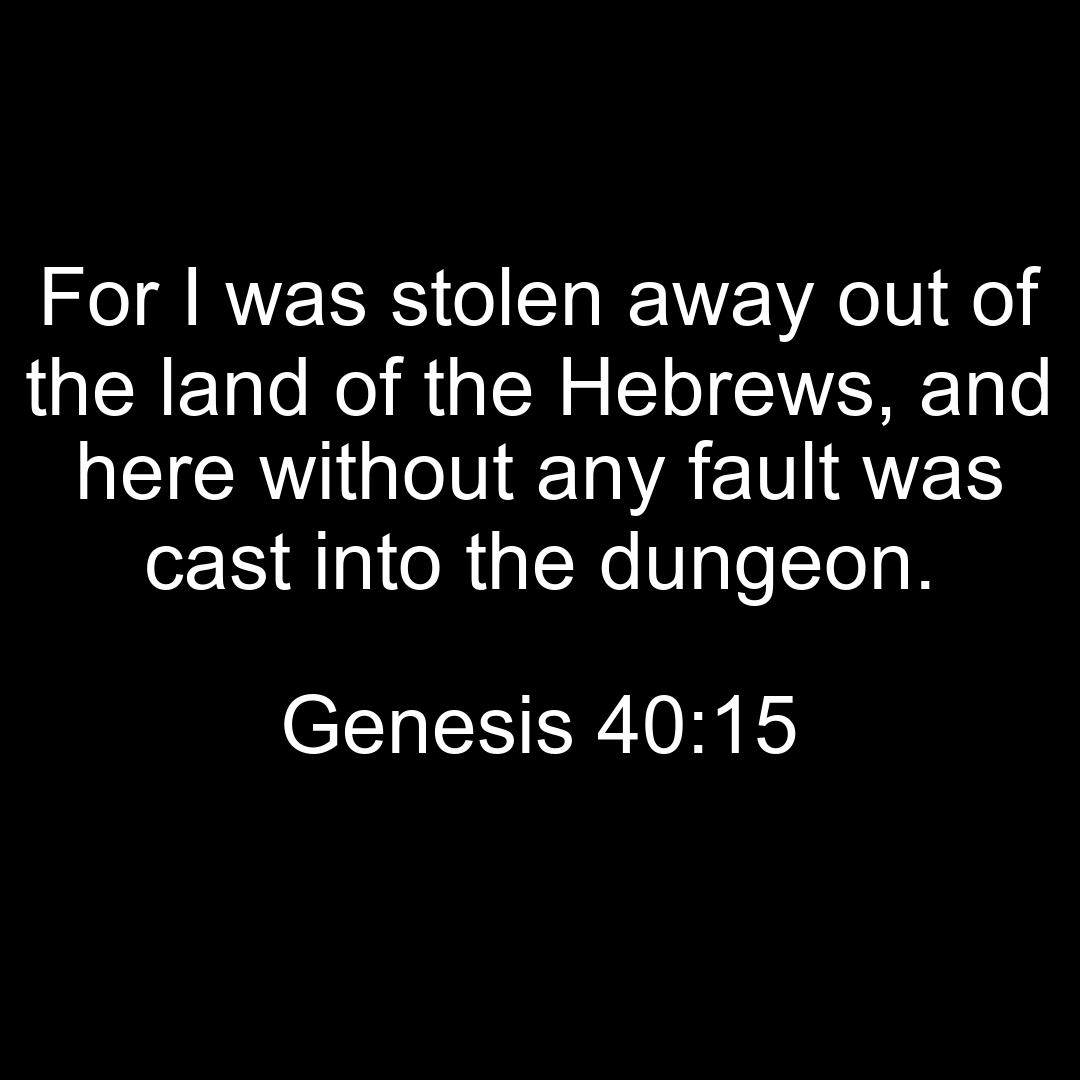 For I was stolen away out of
the land of the Hebrews, and
here without any fault was
cast into the dungeon.
Genesis 40:15